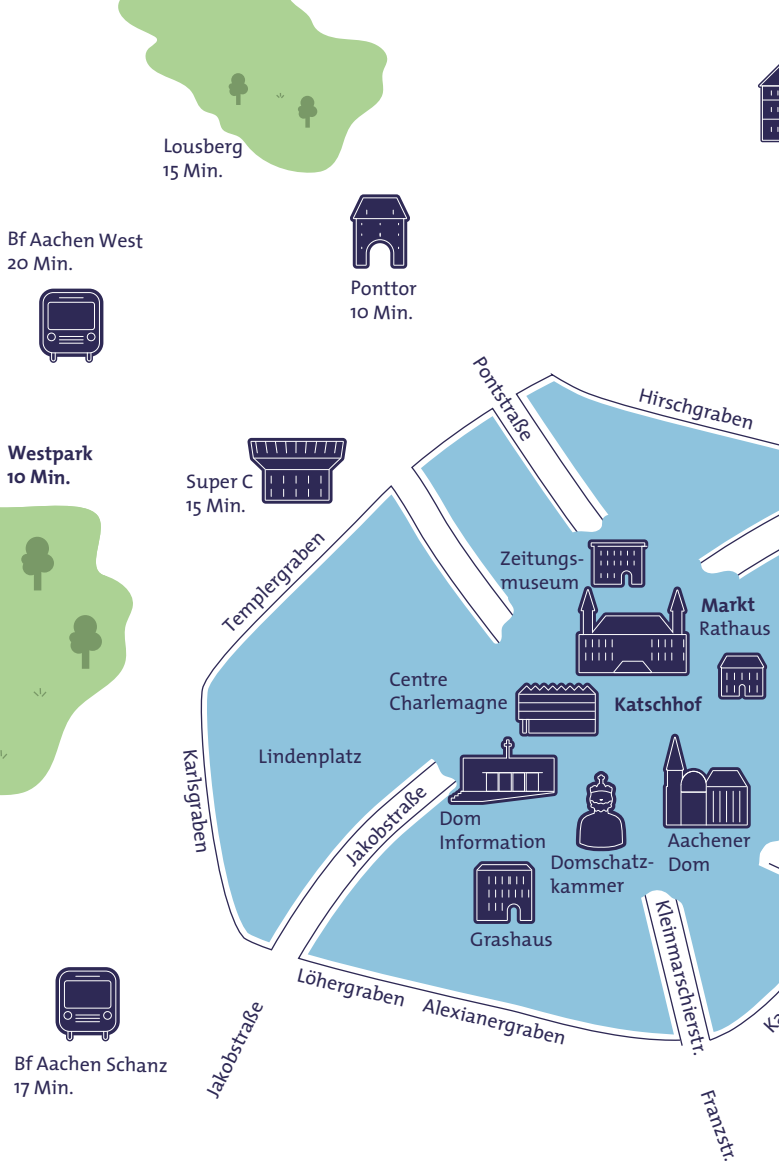 Lousberg
15 Min.
Bf Aachen West
20 Min.
Ponttor
10 Min.
Pontstraße
Hirschgraben
Westpark
10 Min.
Super C
15 Min.
Templergraben
Zeitungs-
museum
Markt
Rathaus
Centre
Charlemagne
Katschhof
Lindenplatz
Karlsgraben
Jakobstraße
Dom
Information
Domschatz-
kammer
Aachener
Dom
Grashaus
Kleinmarschierstr.
Löhergraben
Alexianergraben
Jakobstraße
Bf Aachen Schanz
17 Min.
Franzstr.